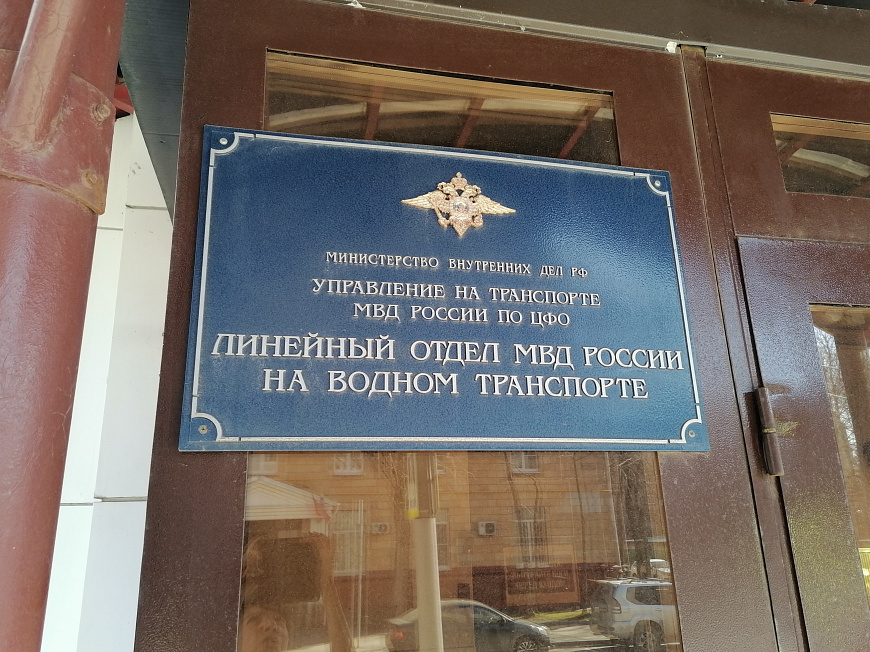 МИНИСТЕРСТВО ВНУТРЕННИХ ДЕЛ РФ
УПРАВЛЕНИЕ НА ТРАНСПОРТЕ
МВД РОССИИ ПО ЦФО
ЛИНЕЙНЫЙ ОТДЕЛ МВД РОССИИ
НА ВОДНОМ ТРАНСПОРТЕ